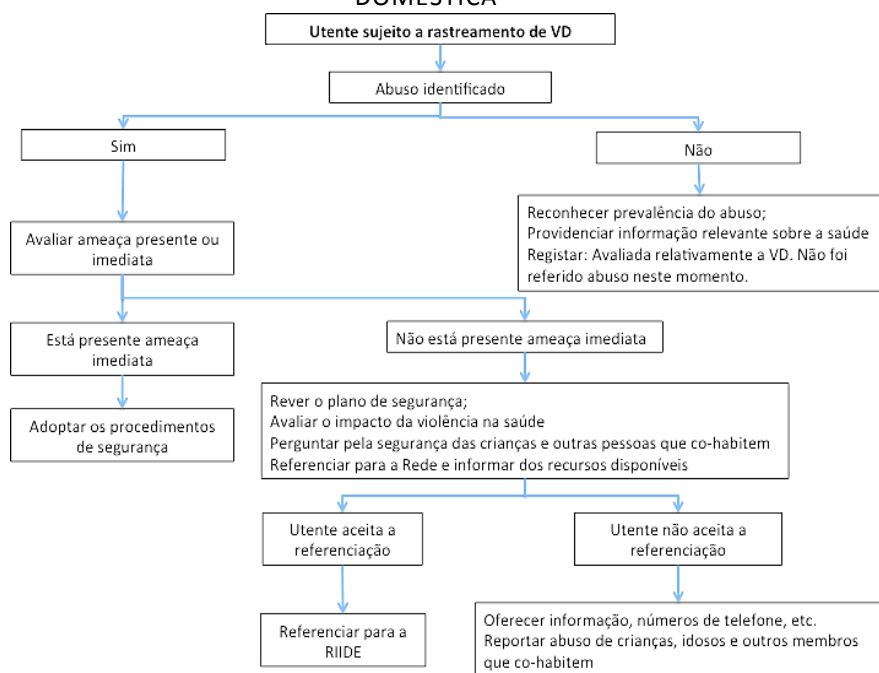 DOMÉSTICA
Utente sujeito a rastreamento de VD
Abuso identificado
Sim
Não
Avaliar ameaça presente ou
imediata
Reconhecer prevalência do abuso;
Providenciar informação relevante sobre a saúde
Registar: Avaliada relativamente a VD. Não foi
referido abuso neste momento.
Está presente ameaça
imediata
Não está presente ameaça imediata
Adoptar os procedimentos
de segurança
Rever o plano de segurança;
Avaliar o impacto da violência na saúde
Perguntar pela segurança das crianças e outras pessoas que co-habitem
Referenciar para a Rede e informar dos recursos disponíveis
Utente aceita a
referenciação
Utente não aceita a
referenciação
Referenciar para a
RIIDE
Oferecer informação, números de telefone, etc.
Reportar abuso de crianças, idosos e outros membros
que co-habitem